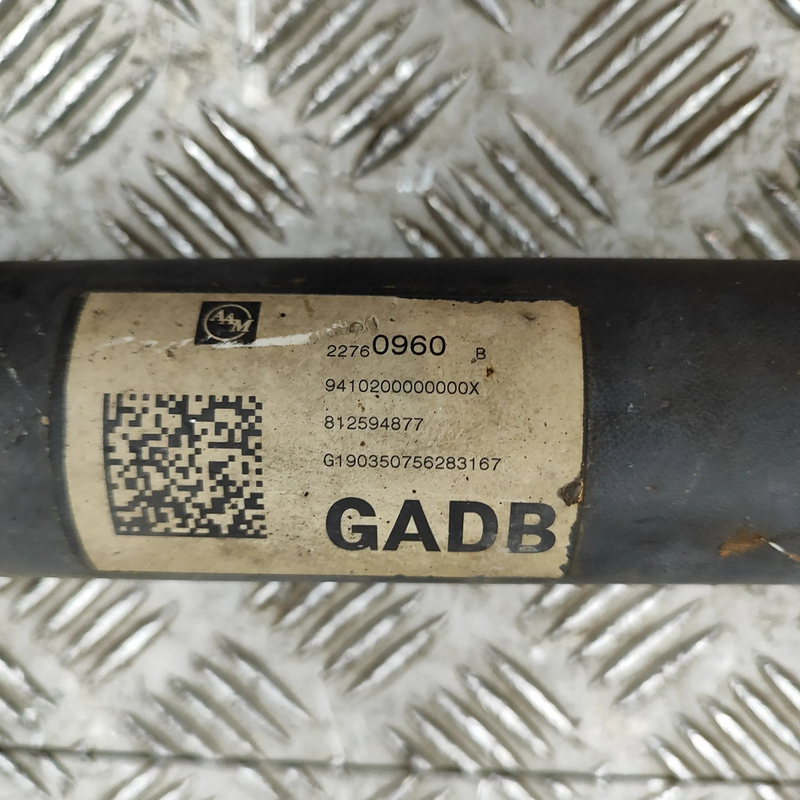 AAM
22760960 B
9410200000000X
812594877
G190350756283167
GADB